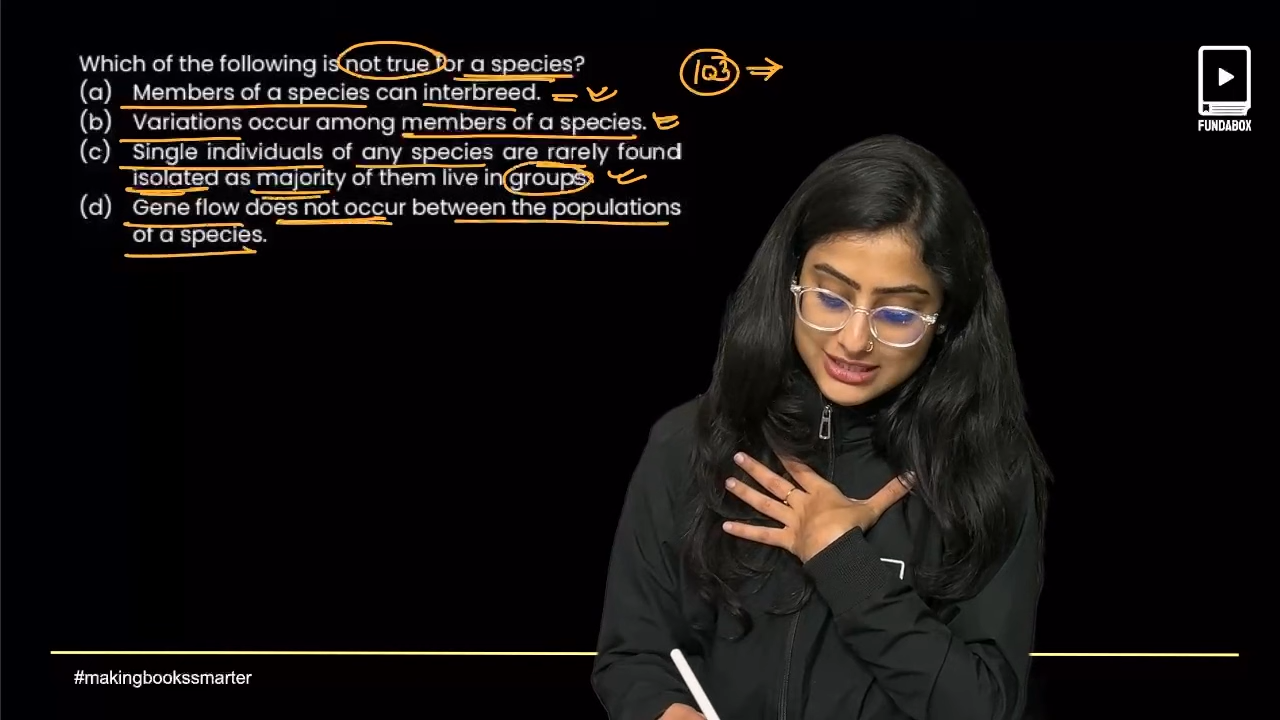 Which of the following is not true for a species?
(a) Members of a species can interbreed.
(b) Variations occur among members of a species.
(c) Single individuals of any species are rarely found
isolated as majority of them live in groups.
(d) Gene flow does not occur between the populations
of a species.
103 →
FUNDABOX
#makingbookssmarter